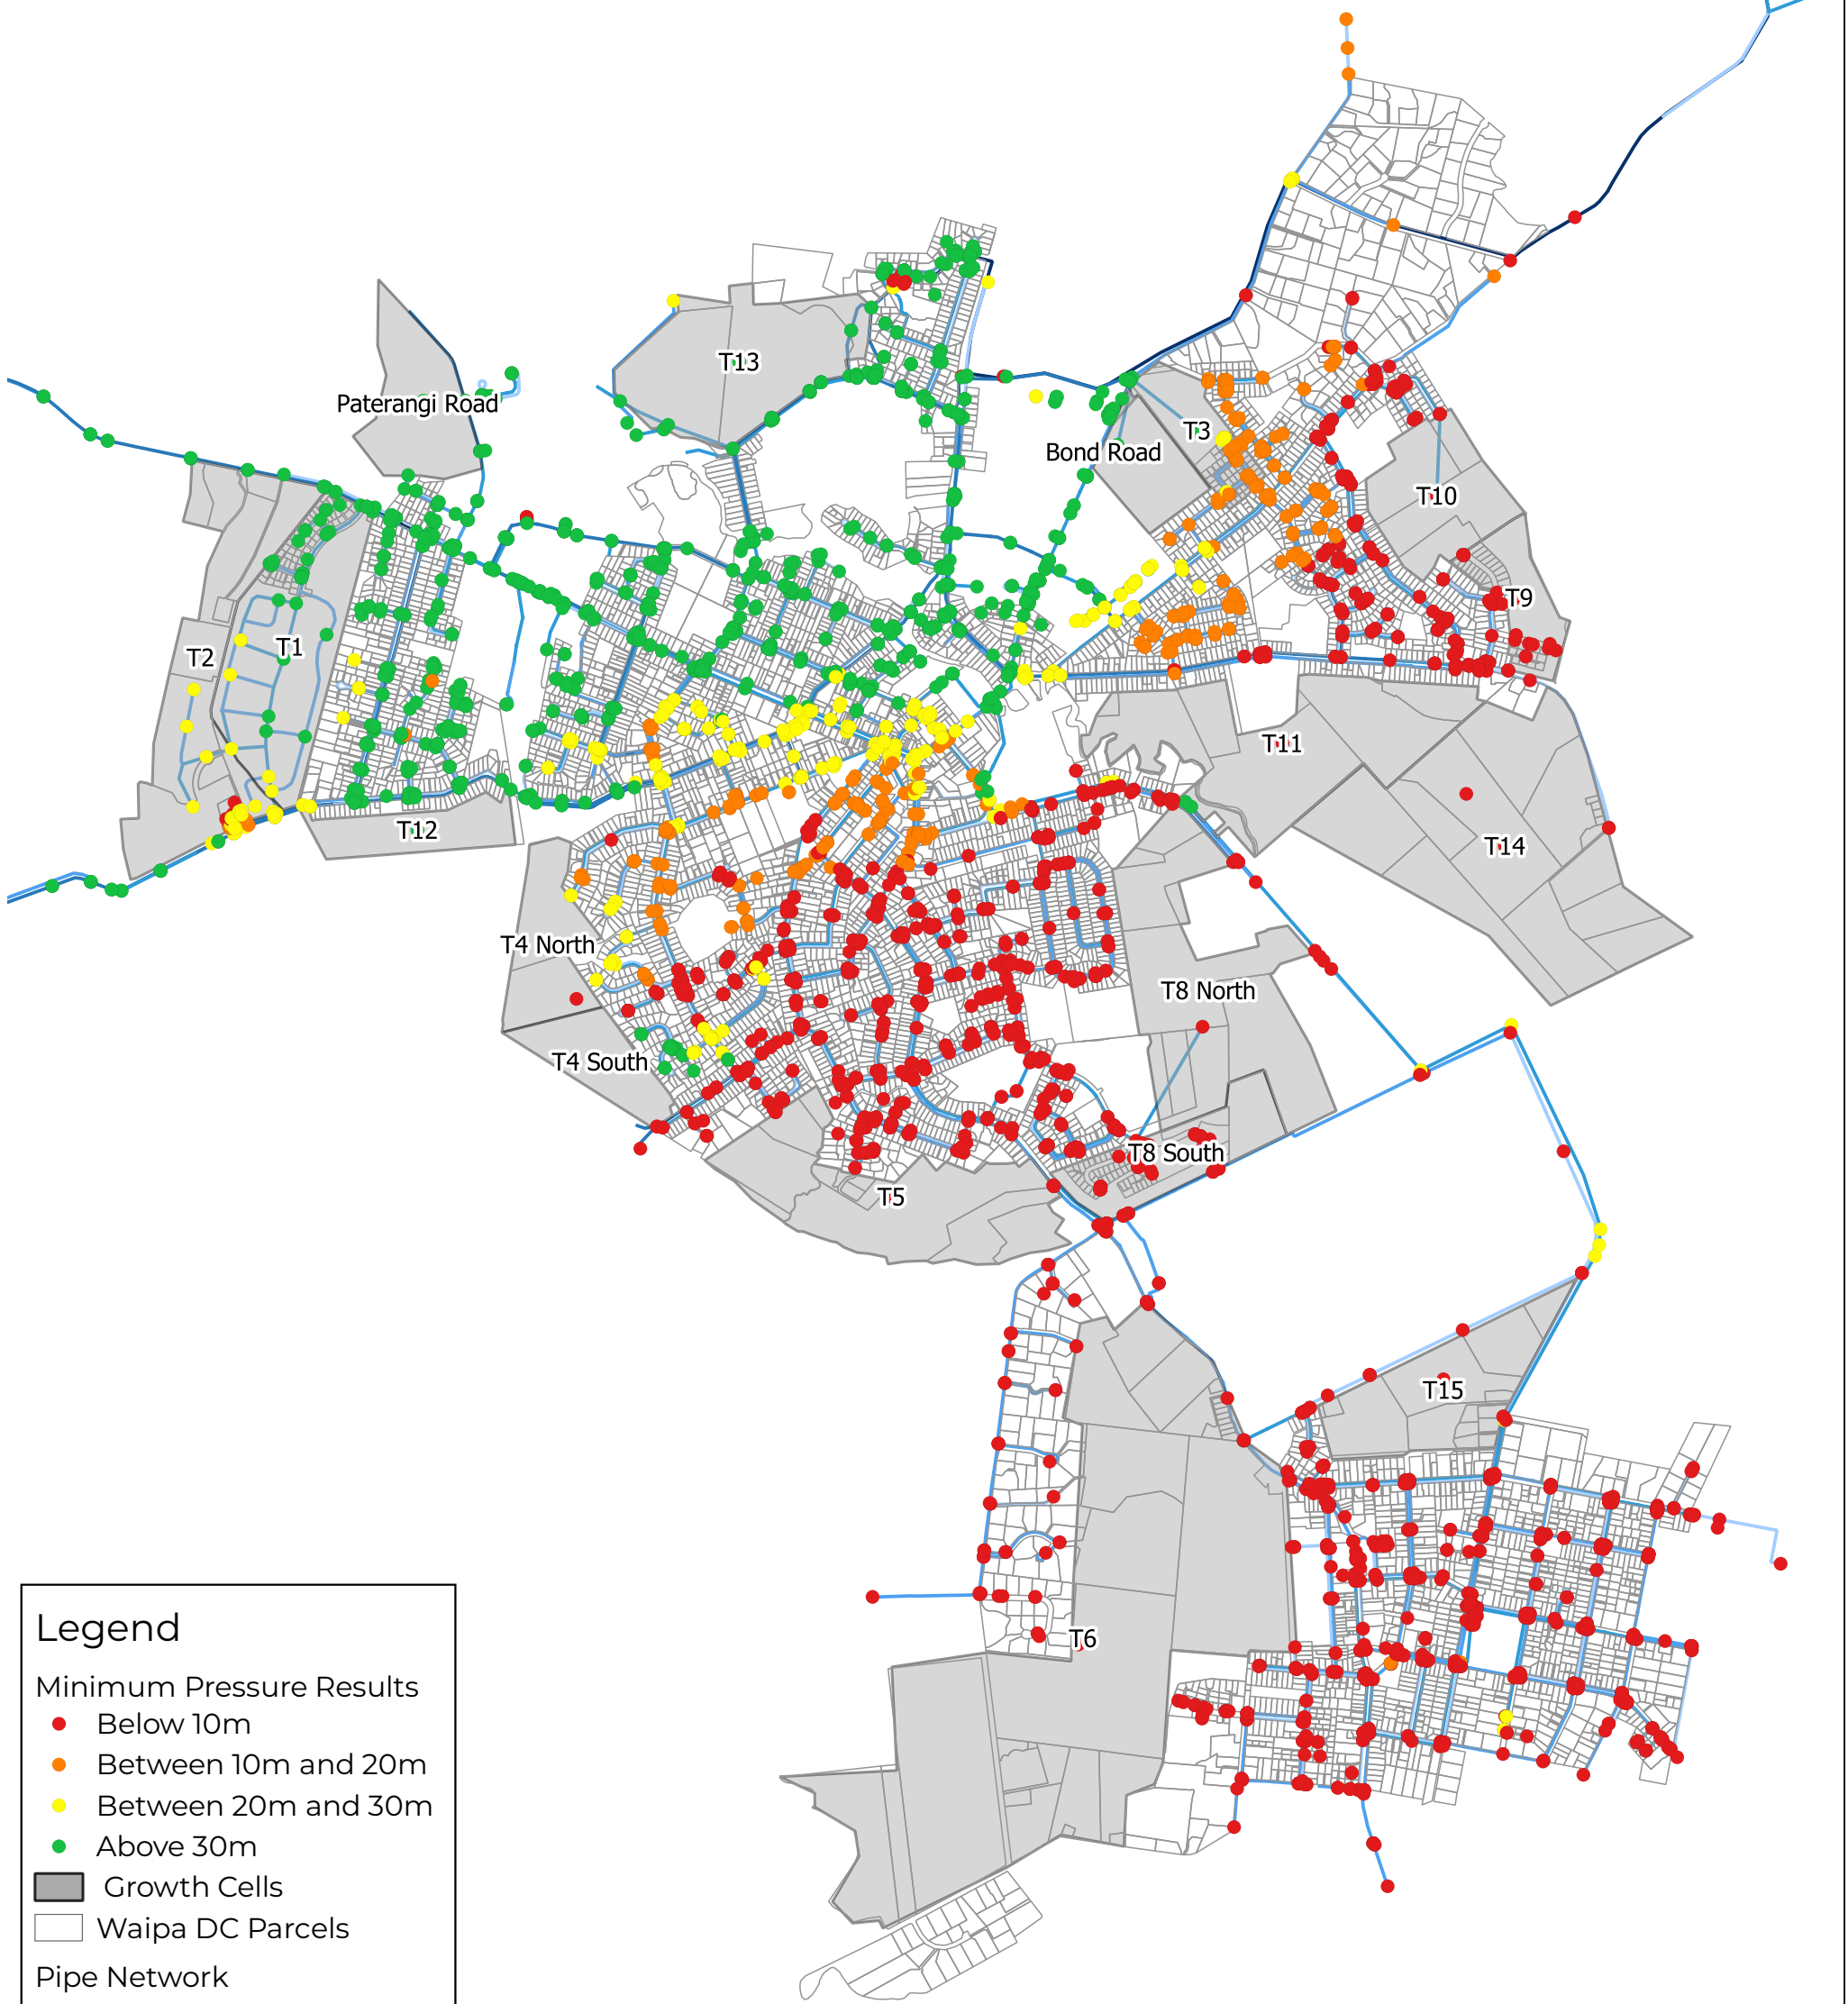 T13
Paterangi Road
T3
Bond Road
T10
T9
T1
T2
T11
T12
T14
T4 North
T8 North
T4 South
T8 South
T5
T15
T6
Legend
Minimum Pressure Results
Below 10m
Between 10m and 20m
Between 20m and 30m
Above 30m
Growth Cells
Waipa DC Parcels
Pipe Network